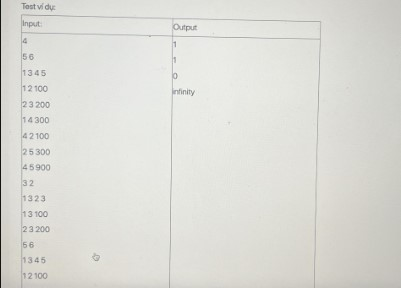 Test ví dụ:
Input:
Output
4
5 6
1 3 4 5
1 2 100
2 3 200
1 4 300
4 2 100
2 5 300
4 5 900
3 2
1 3 2 3
1 3 100
2 3 200
6 6
1 3 4 5
1 2 100
1
1
0
infinity